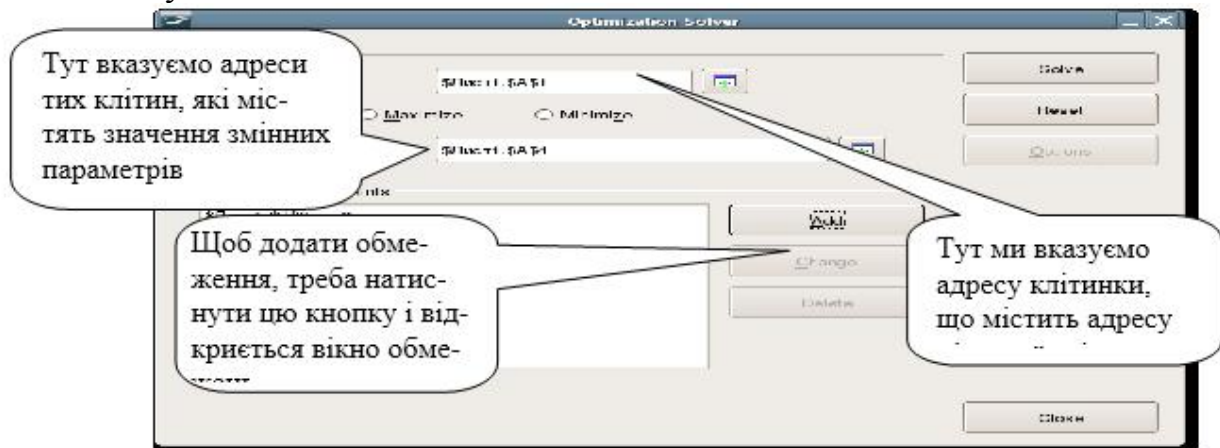 Optimization Solver
Тут вказуємо адреси
тих клітин, які міс-
тять значення змінних
параметрів
$Лист1.$A$1
Maximize
Minimize
Solve
Reset
Options
Add
Change
Delete
Щоб додати обме-
ження, треба натис-
нути цю кнопку і від-
криється вікно обме-
Тут ми вказуємо
адресу клітинки,
що містить адресу
Close